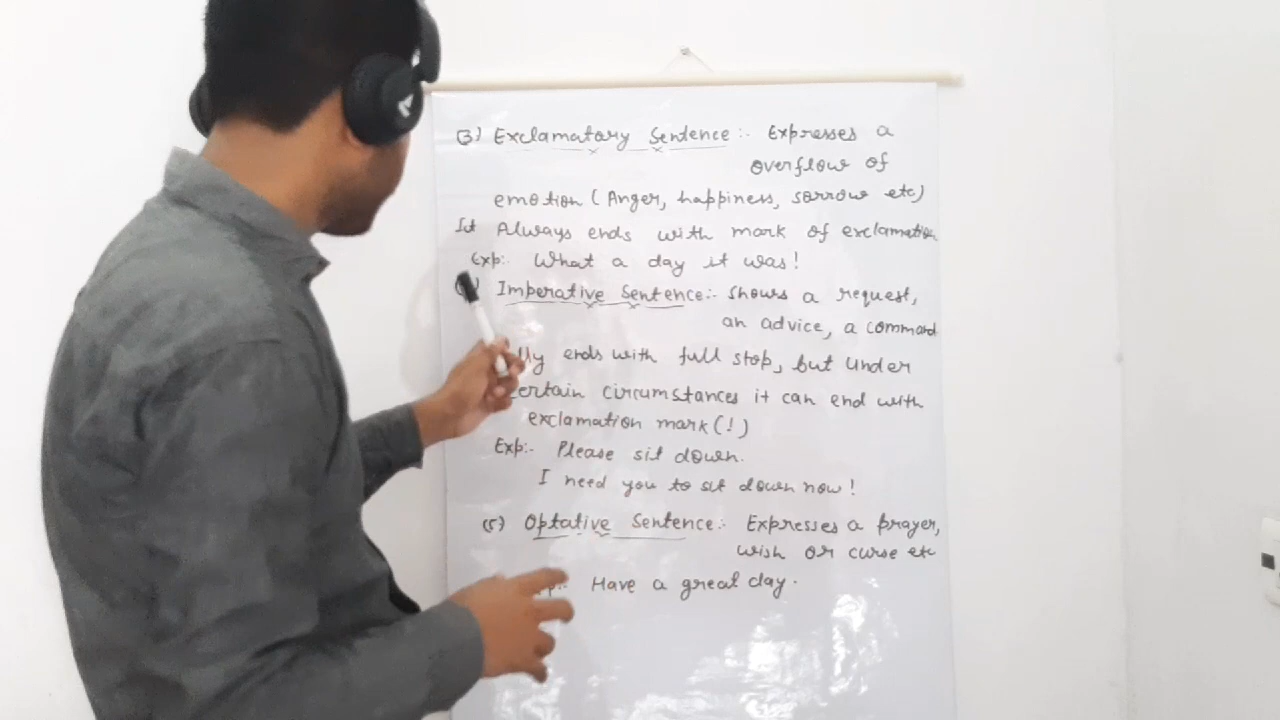 (3) Exclamatory Sentence:- Expresses a
overflow of
emotion (Anger, happiness, sorrow etc)
It Always ends with mark of exclamation
Exp:- What a day it was!
Imperative Sentence:- Shows a request,
an advice, a command
ends with full stop, but under
certain circumstances it can end with
exclamation mark (!)
Exp:- Please sit down.
I need you to sit down now!
(5) Optative Sentence:- Expresses a prayer,
wish or curse etc
Have a great day.